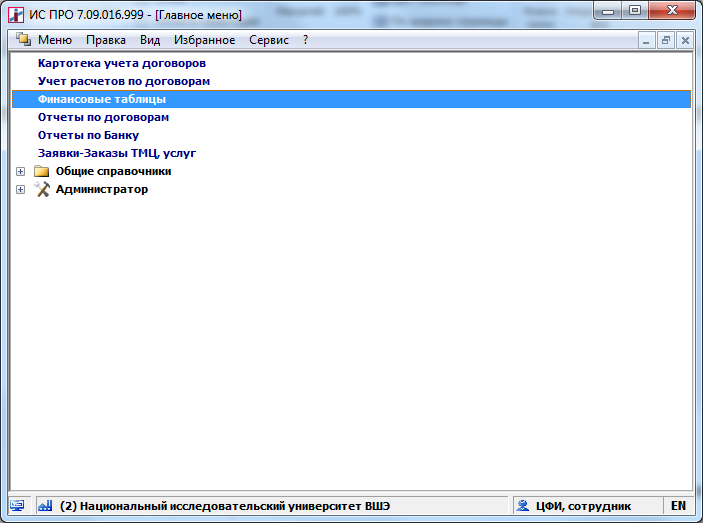 ИС ПРО 7.09.016.999 - [Главное меню]
Меню Правка Вид Избранное Сервис ?
Картотека учета договоров
Учет расчетов по договорам
Финансовые таблицы
Отчеты по договорам
Отчеты по Банку
Заявки-Заказы ТМЦ, услуг
Общие справочники
Администратор
(2) Национальный исследовательский университет ВШЭ ЦФИ, сотрудник EN